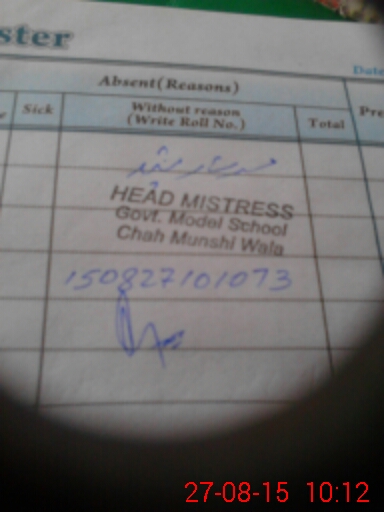 ster
Date
Absent(Reasons)
Sick
Without reason
(Write Roll No.)
Total
Pre
HEAD MISTRESS
Govt. Model School
Chah Munshi Wala
150827101073
27-08-15 10:12